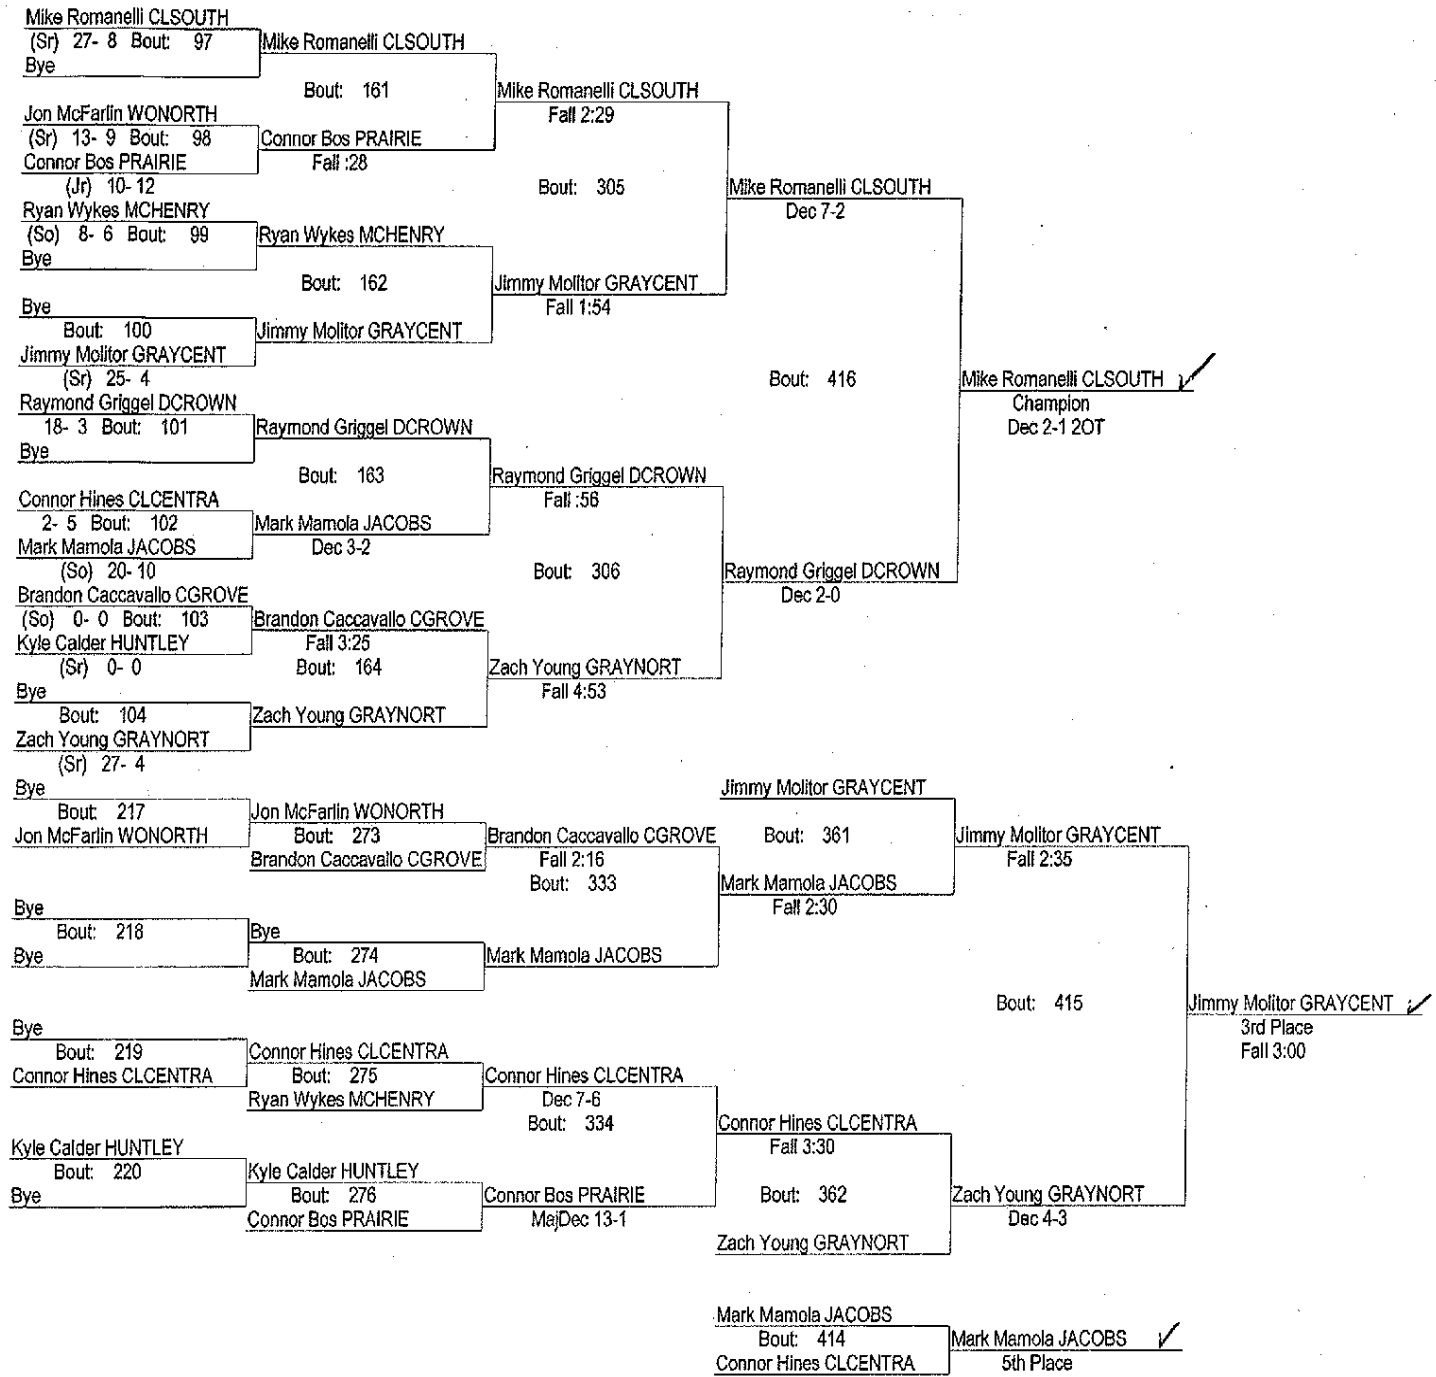 Mike Romanelli CLSOUTH
(Sr) 27- 8 Bout: 97
Bye
Mike Romanelli CLSOUTH
Bout: 161
Jon McFarlin WONORTH
(Sr) 13- 9 Bout: 98
Connor Bos PRAIRIE
(Jr) 10- 12
Connor Bos PRAIRIE
Fall :28
Mike Romanelli CLSOUTH
Fall 2:29
Bout: 305
Ryan Wykes MCHENRY
(So) 8- 6 Bout: 99
Bye
Ryan Wykes MCHENRY
Bout: 162
Bye
Bout: 100
Jimmy Molitor GRAYCENT
(Sr) 25- 4
Jimmy Molitor GRAYCENT
Jimmy Molitor GRAYCENT
Fall 1:54
Mike Romanelli CLSOUTH
Dec 7-2
Bout: 416
Mike Romanelli CLSOUTH
Champion
Dec 2-1 2OT
Raymond Griggel DCROWN
18- 3 Bout: 101
Bye
Raymond Griggel DCROWN
Bout: 163
Connor Hines CLCENTRA
2- 5 Bout: 102
Mark Mamola JACOBS
(So) 20- 10
Mark Mamola JACOBS
Dec 3-2
Raymond Griggel DCROWN
Fall :56
Bout: 306
Brandon Caccavallo CGROVE
(So) 0- 0 Bout: 103
Kyle Calder HUNTLEY
(Sr) 0- 0
Brandon Caccavallo CGROVE
Fall 3:25
Bout: 164
Bye
Bout: 104
Zach Young GRAYNORT
(Sr) 27- 4
Zach Young GRAYNORT
Zach Young GRAYNORT
Fall 4:53
Raymond Griggel DCROWN
Dec 2-0
Bye
Bout: 217
Jon McFarlin WONORTH
Jon McFarlin WONORTH
Bout: 273
Brandon Caccavallo CGROVE
Brandon Caccavallo CGROVE
Fall 2:16
Bout: 333
Bye
Bout: 218
Bye
Bye
Bout: 274
Mark Mamola JACOBS
Mark Mamola JACOBS
Jimmy Molitor GRAYCENT
Bout: 361
Mark Mamola JACOBS
Fall 2:30
Jimmy Molitor GRAYCENT
Fall 2:35
Bout: 415
Jimmy Molitor GRAYCENT
3rd Place
Fall 3:00
Bye
Bout: 219
Connor Hines CLCENTRA
Connor Hines CLCENTRA
Bout: 275
Ryan Wykes MCHENRY
Connor Hines CLCENTRA
Dec 7-6
Bout: 334
Kyle Calder HUNTLEY
Bout: 220
Bye
Kyle Calder HUNTLEY
Bout: 276
Connor Bos PRAIRIE
Connor Bos PRAIRIE
MajDec 13-1
Connor Hines CLCENTRA
Fall 3:30
Bout: 362
Zach Young GRAYNORT
Zach Young GRAYNORT
Dec 4-3
Mark Mamola JACOBS
Bout: 414
Connor Hines CLCENTRA
Mark Mamola JACOBS
5th Place